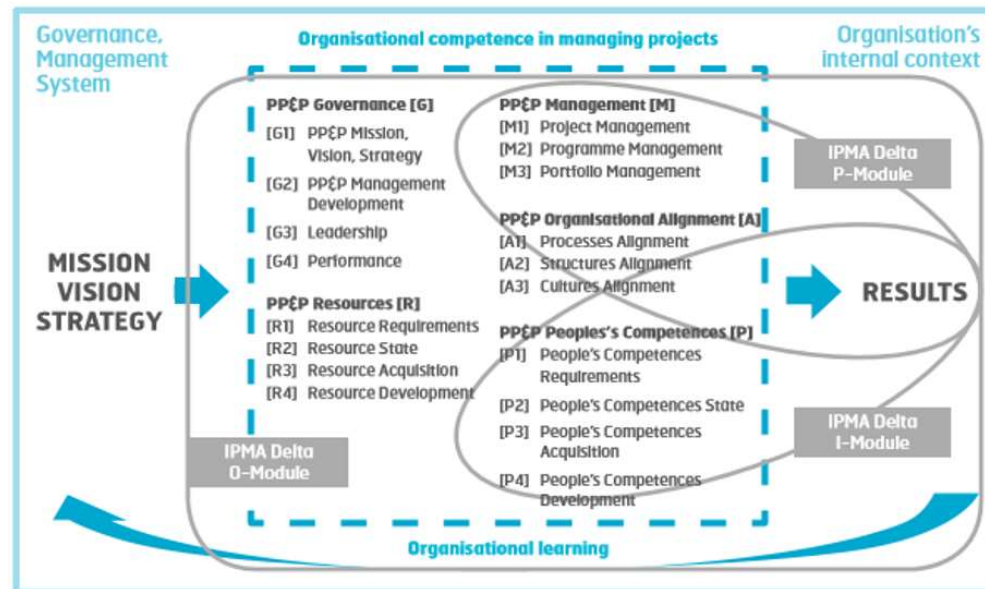 Governance,
Management
System
Organisational competence in managing projects
Organisation's
internal context
PP&P Governance [G]
[G1] PP&P Mission,
Vision, Strategy
[G2] PP&P Management
Development
[G3] Leadership
[G4] Performance
PP&P Resources [R]
[R1] Resource Requirements
[R2] Resource State
[R3] Resource Acquisition
[R4] Resource Development
PP&P Management [M]
[M1] Project Management
[M2] Programme Management
[M3] Portfolio Management
PP&P Organisational Alignment [A]
[A1] Processes Alignment
[A2] Structures Alignment
[A3] Cultures Alignment
PP&P Peoples's Competences [P]
[P1] People's Competences
Requirements
[P2] People's Competences State
[P3] People's Competences
Acquisition
[P4] People's Competences
Development
MISSION
VISION
STRATEGY
RESULTS
IPMA Delta
P-Module
IPMA Delta
I-Module
IPMA Delta
O-Module
Organisational learning